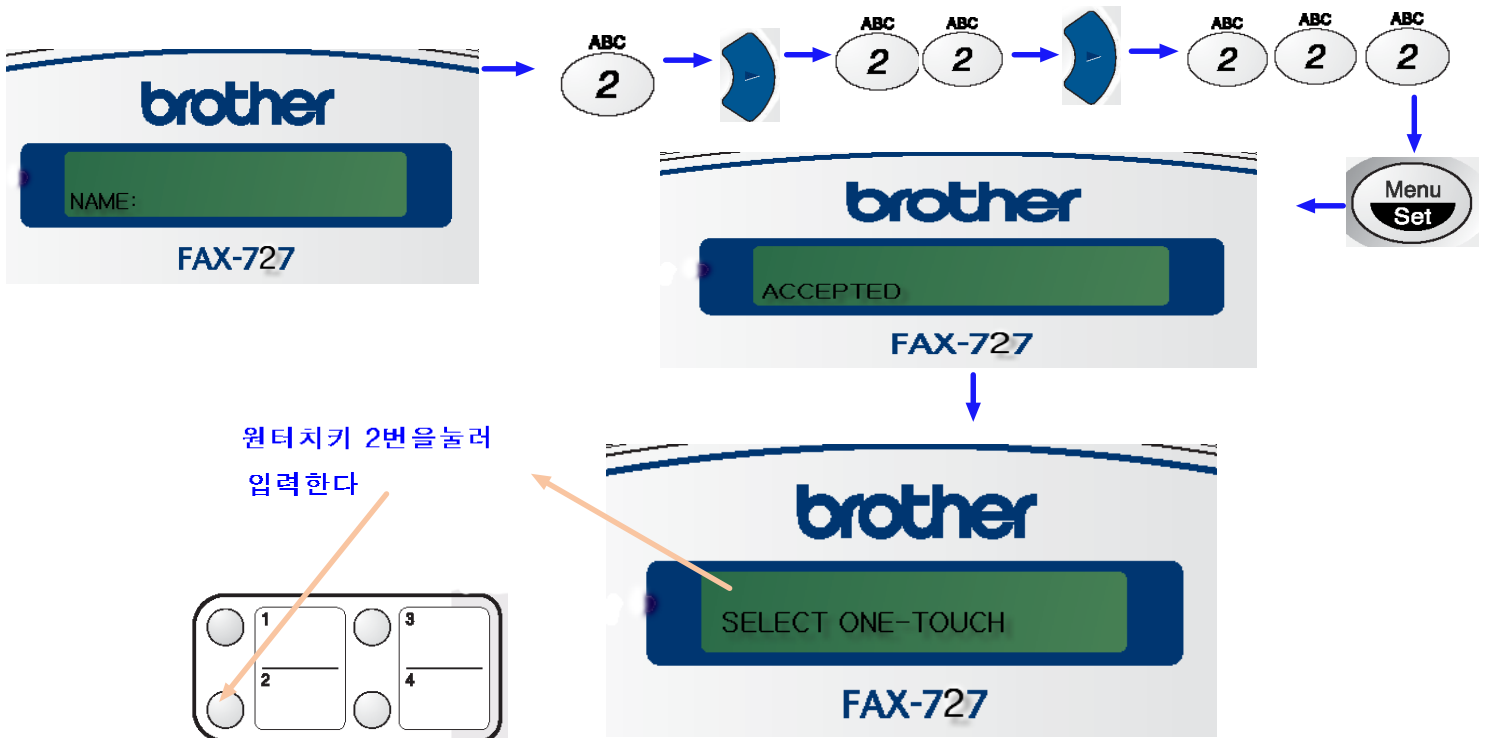 ABC
2
ABC ABC
2 2
ABC ABC ABC
2 2 2
brother
NAME:
FAX-727
Menu
Set
brother
ACCEPTED
FAX-727
원터치키 2번을눌러
입력한다
brother
SELECT ONE-TOUCH
FAX-727
1 3
2 4